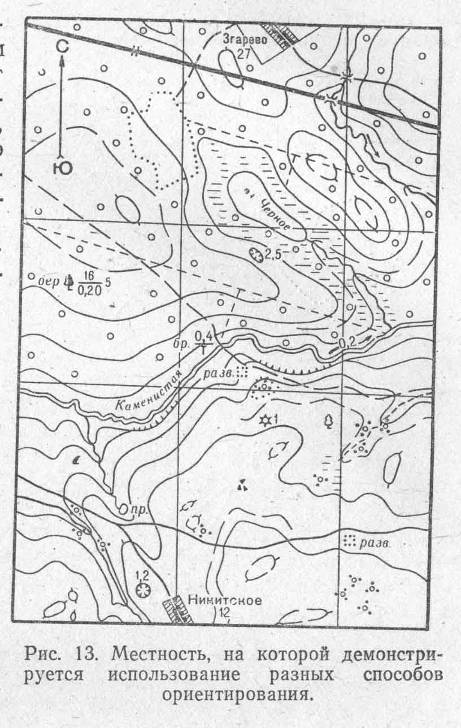 Згарево
27
С
Ю
оз. Черное
2,5
бер 16 5
0,20
бр. 0,4
Т
0,2
Каменистая
разв.
1
пр.
разв.
1,2
Никитское
12
Рис. 13. Местность, на которой демонстри-
руется использование разных способов
ориентирования.